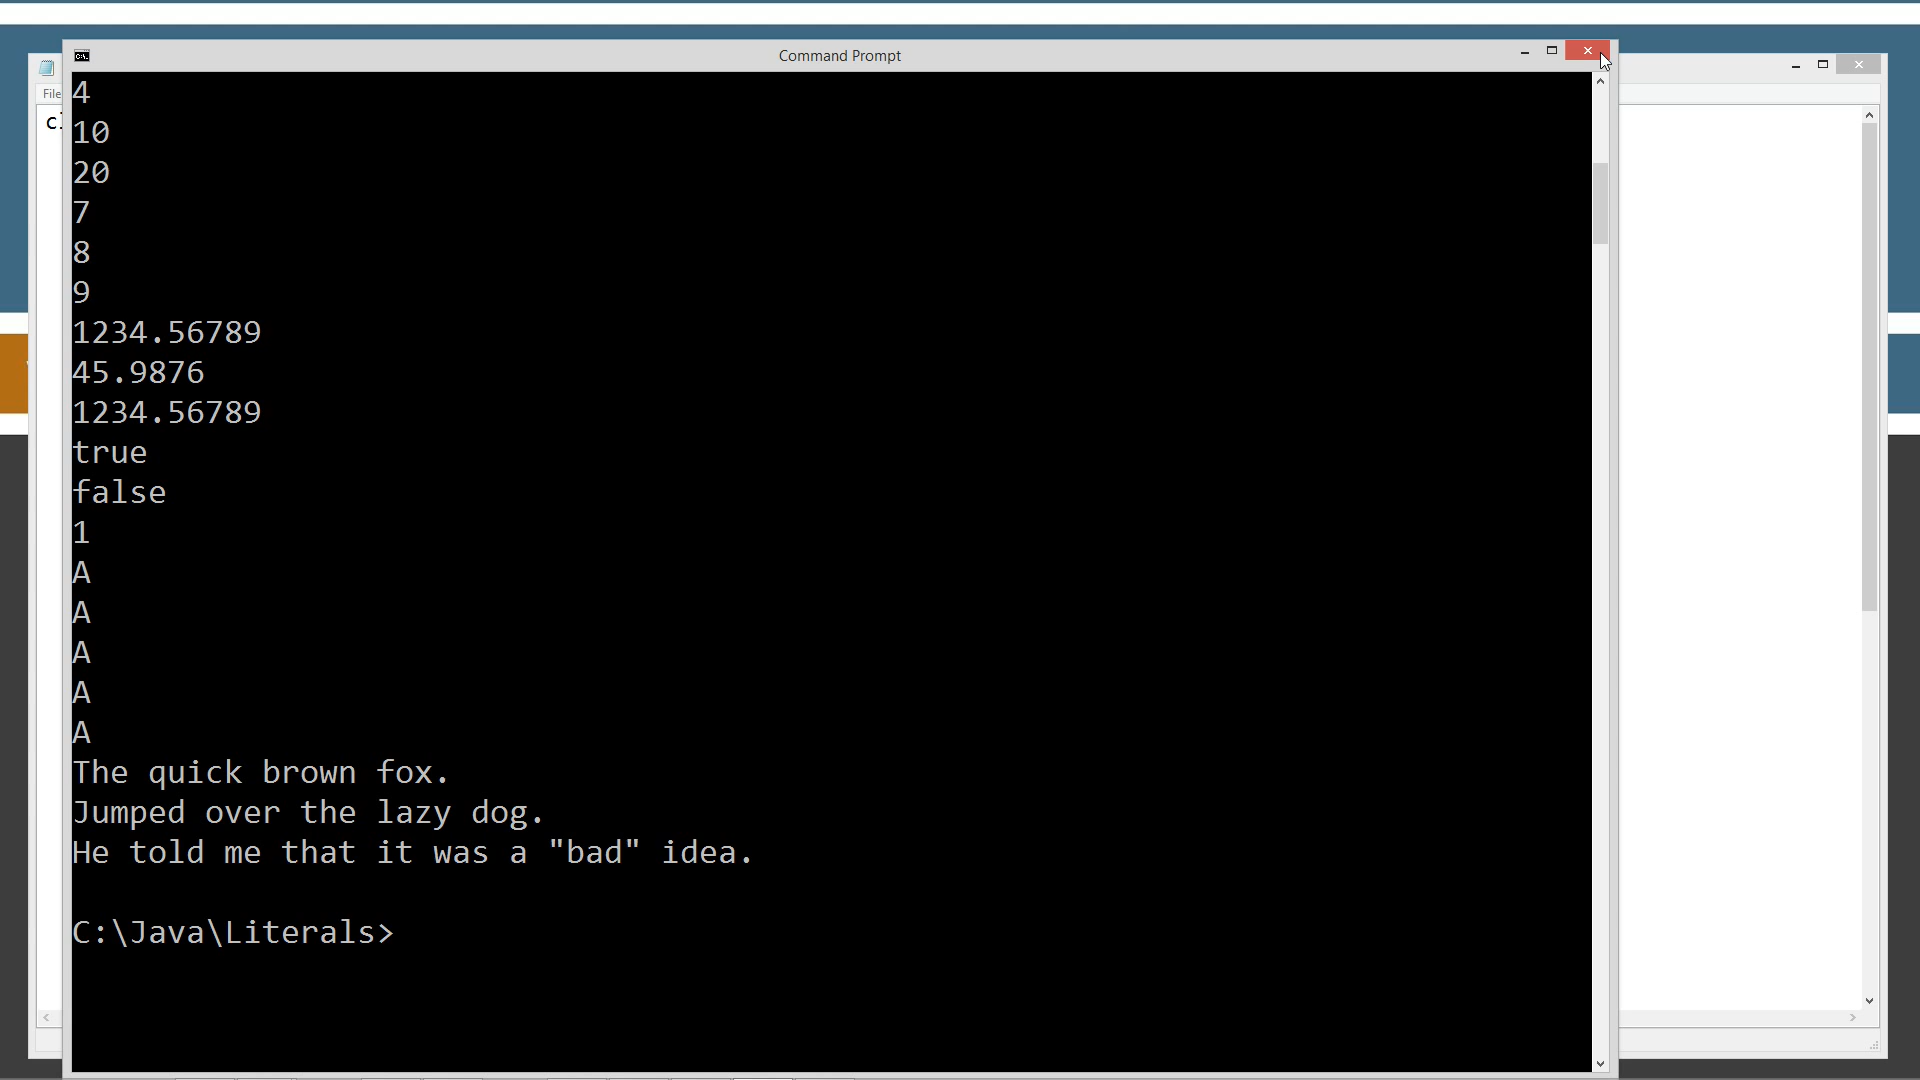 Command Prompt
File
4
10
20
7
8
9
1234.56789
45.9876
1234.56789
true
false
1
A
A
A
A
A
The quick brown fox.
Jumped over the lazy dog.
He told me that it was a "bad" idea.
C:\Java\Literals>